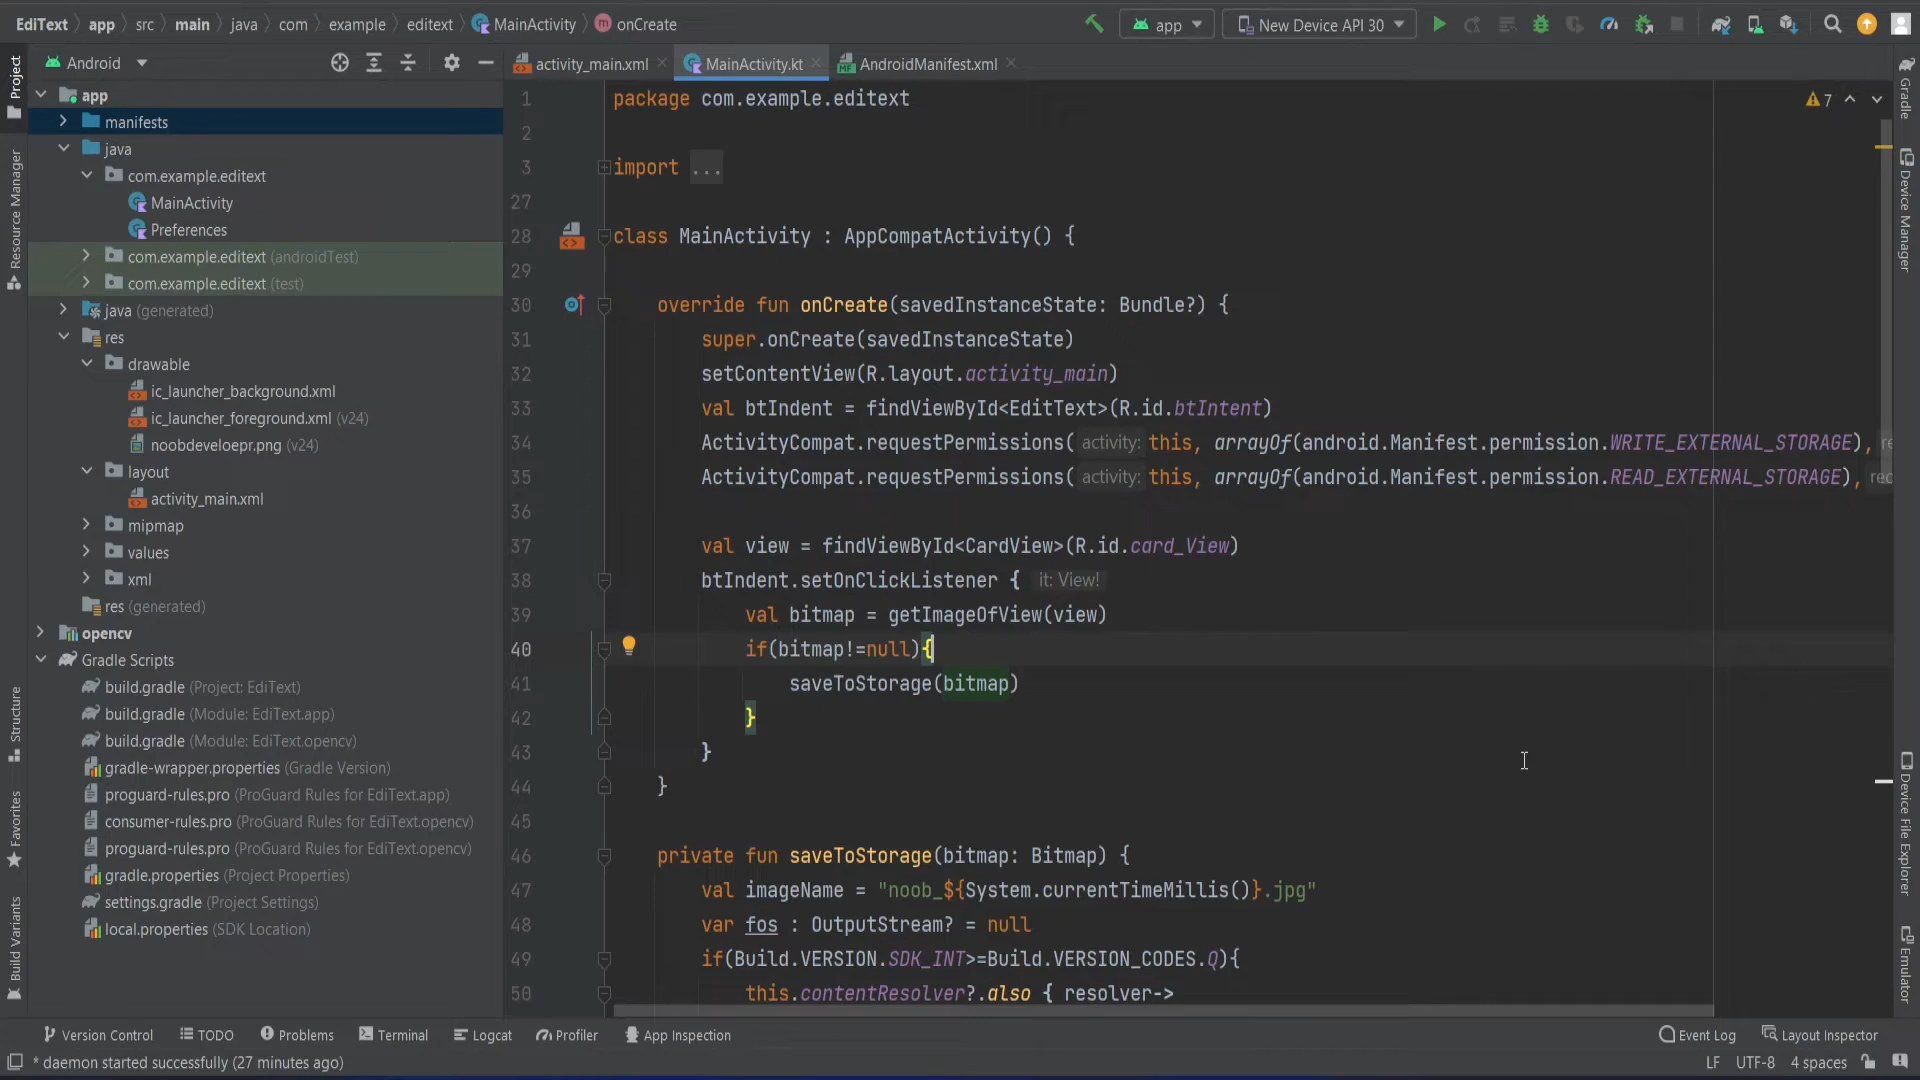 EdiText app src main java com example editext MainActivity onCreate
app New Device API 30
Android
activity_main.xml MainActivity.kt AndroidManifest.xml
Project
Resource Manager
Structure
Favorites
Build Variants
app
manifests
java
com.example.editext
MainActivity
Preferences
com.example.editext (androidTest)
com.example.editext (test)
java (generated)
res
drawable
ic_launcher_background.xml
ic_launcher_foreground.xml (v24)
noobdeveloepr.png (v24)
layout
activity_main.xml
mipmap
values
xml
res (generated)
opencv
Gradle Scripts
build.gradle (Project: EdiText)
build.gradle (Module: EdiText.app)
build.gradle (Module: EdiText.opencv)
gradle-wrapper.properties (Gradle Version)
proguard-rules.pro (ProGuard Rules for EdiText.app)
consumer-rules.pro (ProGuard Rules for EdiText.opencv)
proguard-rules.pro (ProGuard Rules for EdiText.opencv)
gradle.properties (Project Properties)
settings.gradle (Project Settings)
local.properties (SDK Location)
7
1 package com.example.editext
2
3 import ...
27
28 class MainActivity : AppCompatActivity() {
29
30 override fun onCreate(savedInstanceState: Bundle?) {
31 super.onCreate(savedInstanceState)
32 setContentView(R.layout.activity_main)
33 val btIndent = findViewById<EditText>(R.id.btIntent)
34 ActivityCompat.requestPermissions( activity: this, arrayOf(android.Manifest.permission.WRITE_EXTERNAL_STORAGE), re
35 ActivityCompat.requestPermissions( activity: this, arrayOf(android.Manifest.permission.READ_EXTERNAL_STORAGE), rec
36
37 val view = findViewById<CardView>(R.id.card_View)
38 btIndent.setOnClickListener { it: View!
39 val bitmap = getImageOfView(view)
40 if(bitmap!=null){
41 saveToStorage(bitmap)
42 }
43 }
44 }
45
46 private fun saveToStorage(bitmap: Bitmap) {
47 val imageName = "noob_${System.currentTimeMillis()}.jpg"
48 var fos : OutputStream? = null
49 if(Build.VERSION.SDK_INT>=Build.VERSION_CODES.Q){
50 this.contentResolver?.also { resolver->
Gradle
Device Manager
Device File Explorer
Emulator
Version Control TODO Problems Terminal Logcat Profiler App Inspection Event Log Layout Inspector
* daemon started successfully (27 minutes ago) LF UTF-8 4 spaces